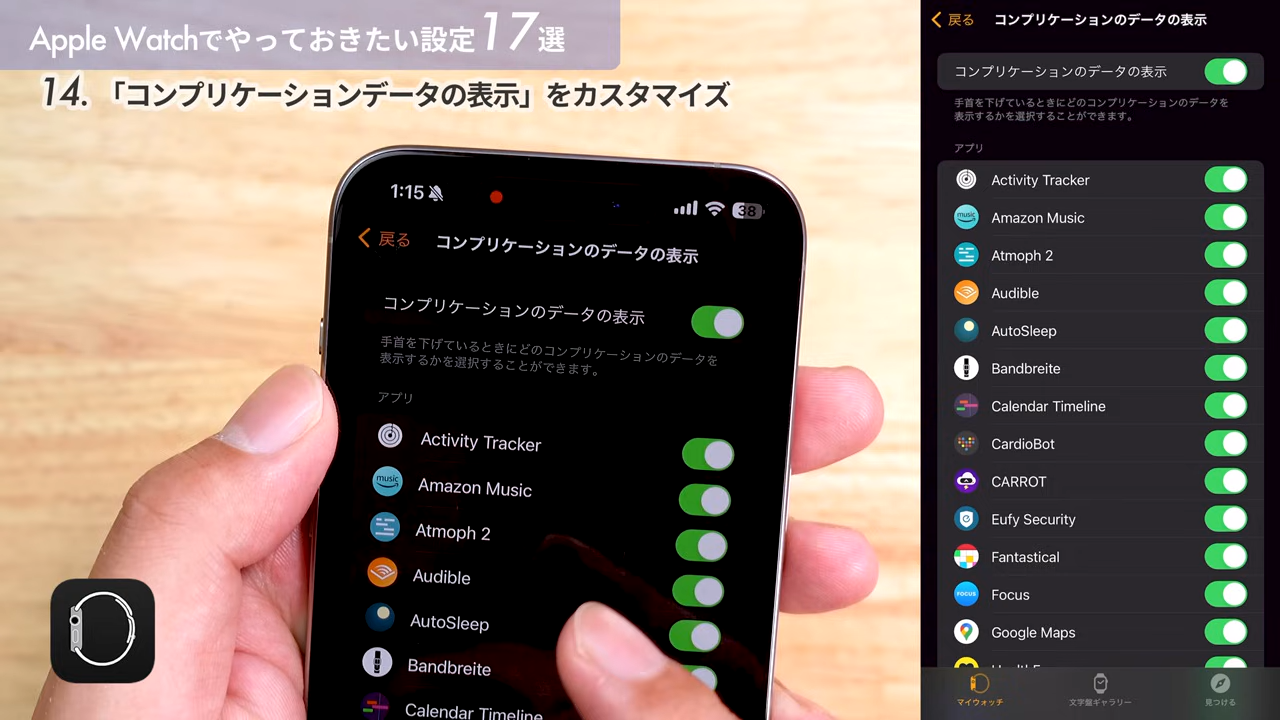 Apple Watchでやっておきたい設定17選
14.「コンプリケーションデータの表示」をカスタマイズ
1:15
38
戻る
コンプリケーションのデータの表示
コンプリケーションのデータの表示
手首を下げているときにどのコンプリケーションのデータを
表示するかを選択することができます。
アプリ
Activity Tracker
music
Amazon Music
Atmoph 2
Audible
AutoSleep
Bandbreite
Calendar Timeline
戻る
コンプリケーションのデータの表示
コンプリケーションのデータの表示
手首を下げているときにどのコンプリケーションのデータを
表示するかを選択することができます。
アプリ
Activity Tracker
music
Amazon Music
Atmoph 2
Audible
AutoSleep
Bandbreite
Calendar Timeline
CardioBot
CARROT
Eufy Security
Fantastical
FOCUS
Focus
Google Maps
マイウォッチ
文字盤ギャラリー
見つける